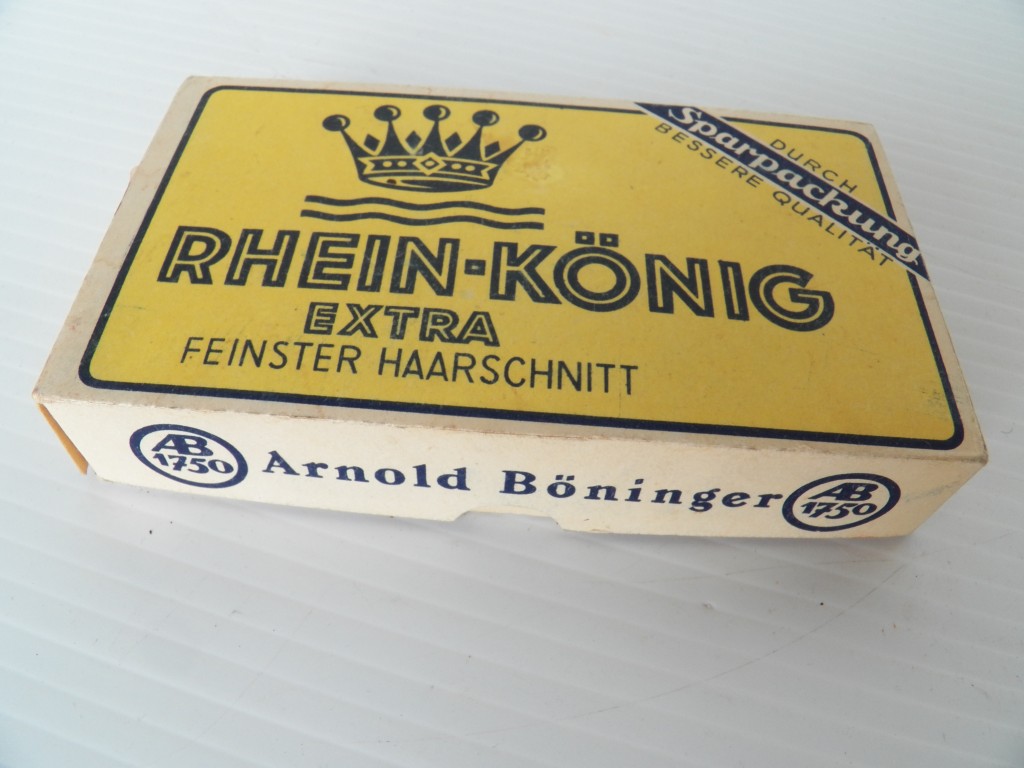 DURCH
Sparpackung
BESSERE QUALITÄT
RHEIN-KÖNIG
EXTRA
FEINSTER HAARSCHNITT
AB
1750
Arnold Böninger
AB
1750